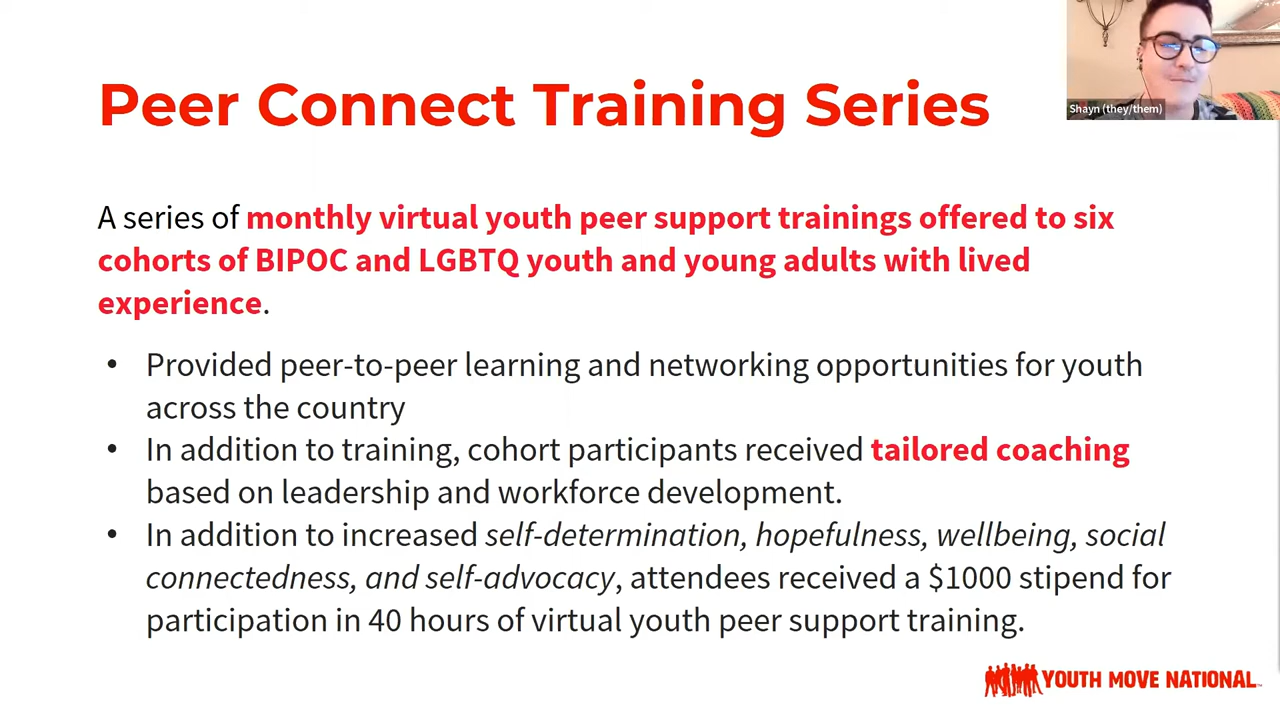 Peer Connect Training Series
Shayn (they/them)
A series of monthly virtual youth peer support trainings offered to six
cohorts of BIPOC and LGBTQ youth and young adults with lived
experience.
• Provided peer-to-peer learning and networking opportunities for youth
across the country
• In addition to training, cohort participants received tailored coaching
based on leadership and workforce development.
• In addition to increased self-determination, hopefulness, wellbeing, social
connectedness, and self-advocacy, attendees received a $1000 stipend for
participation in 40 hours of virtual youth peer support training.
YOUTH MOVE NATIONAL